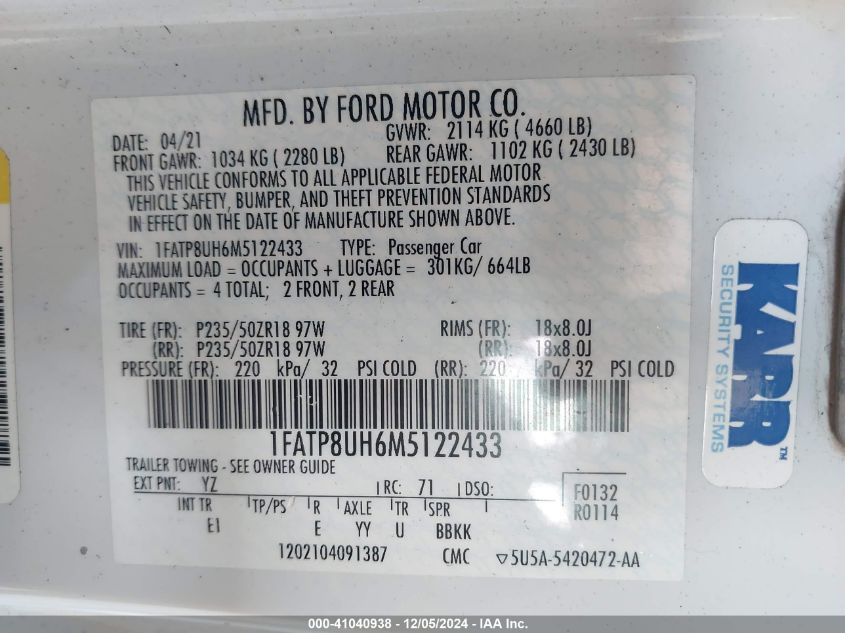 MFD. BY FORD MOTOR CO.
DATE: 04/21 GVWR: 2114 KG ( 4660 LB)
FRONT GAWR: 1034 KG ( 2280 LB) REAR GAWR: 1102 KG ( 2430 LB)
THIS VEHICLE CONFORMS TO ALL APPLICABLE FEDERAL MOTOR
VEHICLE SAFETY, BUMPER, AND THEFT PREVENTION STANDARDS
IN EFFECT ON THE DATE OF MANUFACTURE SHOWN ABOVE.
VIN: 1FATP8UH6M5122433 TYPE: Passenger Car
MAXIMUM LOAD = OCCUPANTS + LUGGAGE = 301KG/ 664LB
OCCUPANTS = 4 TOTAL; 2 FRONT, 2 REAR
TIRE (FR): P235/50ZR18 97W RIMS (FR): 18x8.0J
(RR): P235/50ZR18 97W (RR): 18x8.0J
PRESSURE (FR): 220 kPa/ 32 PSI COLD (RR): 220 kPa/ 32 PSI COLD
1FATP8UH6M5122433
TRAILER TOWING - SEE OWNER GUIDE
EXT PNT: YZ RC: 71 DSO: F0132
INT TR TP/PS R AXLE TR SPR R0114
EI E YY U BBKK
1202104091387 CMC ▽5U5A-5420472-AA
KARR
SECURITY SYSTEMS
000-41040938 - 12/05/2024 - IAA Inc.